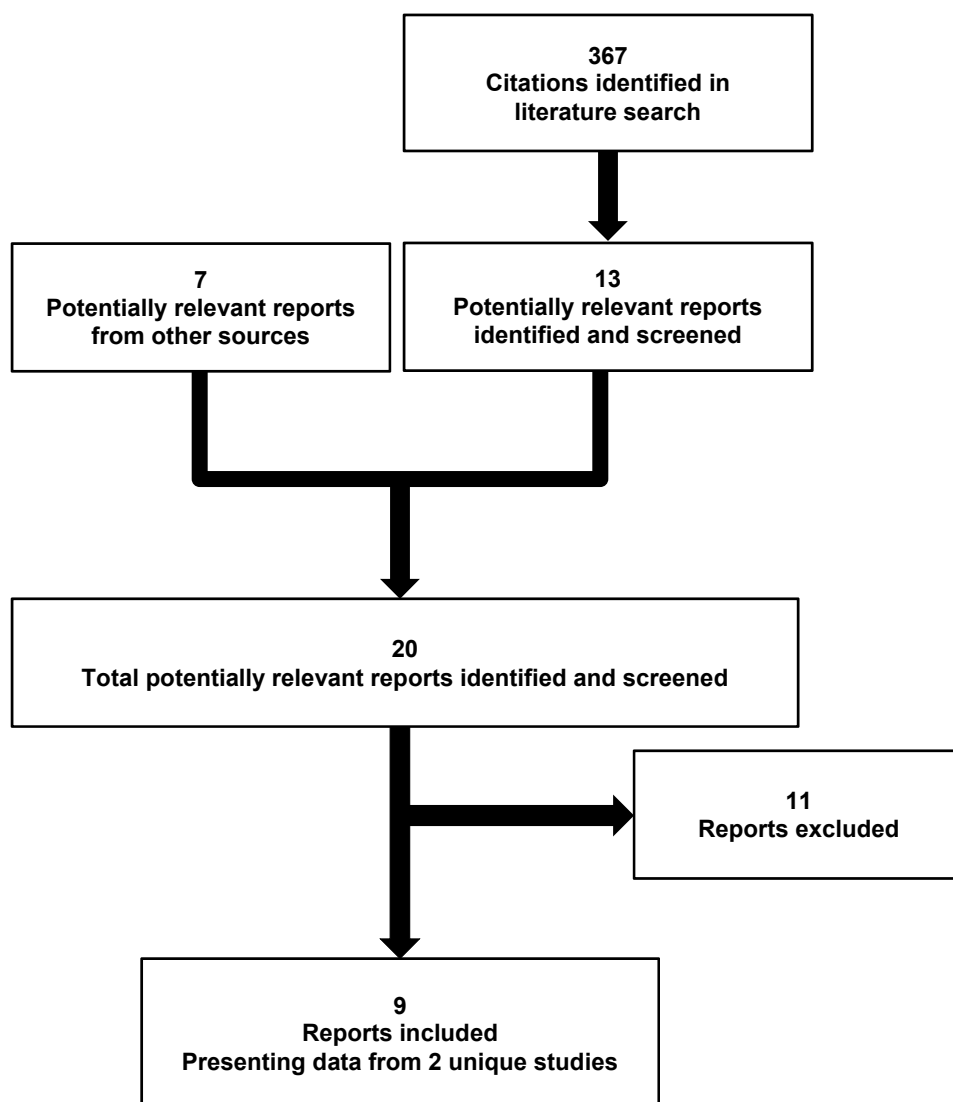 367
Citations identified in
literature search
7
Potentially relevant reports
from other sources
13
Potentially relevant reports
identified and screened
20
Total potentially relevant reports identified and screened
11
Reports excluded
9
Reports included
Presenting data from 2 unique studies